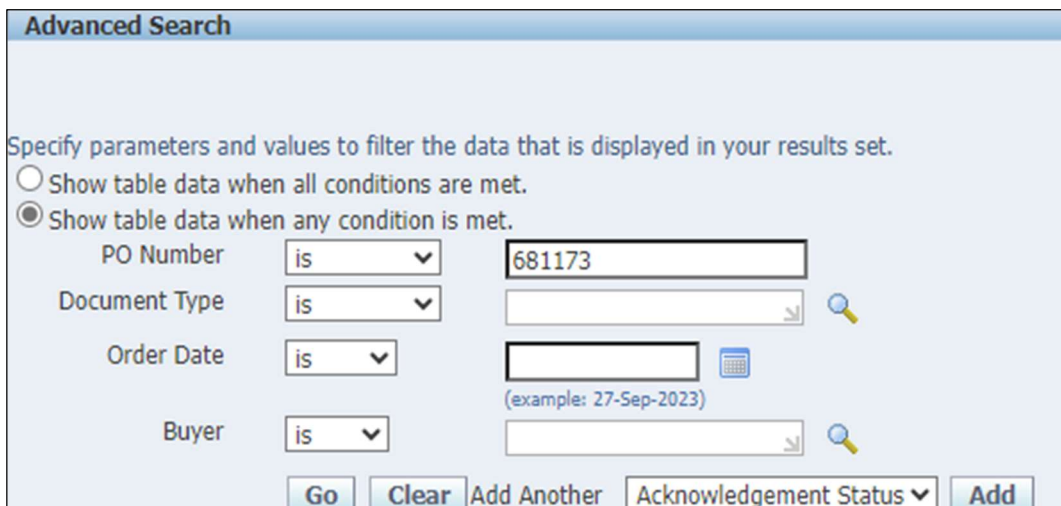 Advanced Search
Specify parameters and values to filter the data that is displayed in your results set.
Show table data when all conditions are met.
Show table data when any condition is met.
PO Number is 681173
Document Type is
Order Date is
(example: 27-Sep-2023)
Buyer is
Go Clear Add Another Acknowledgement Status Add